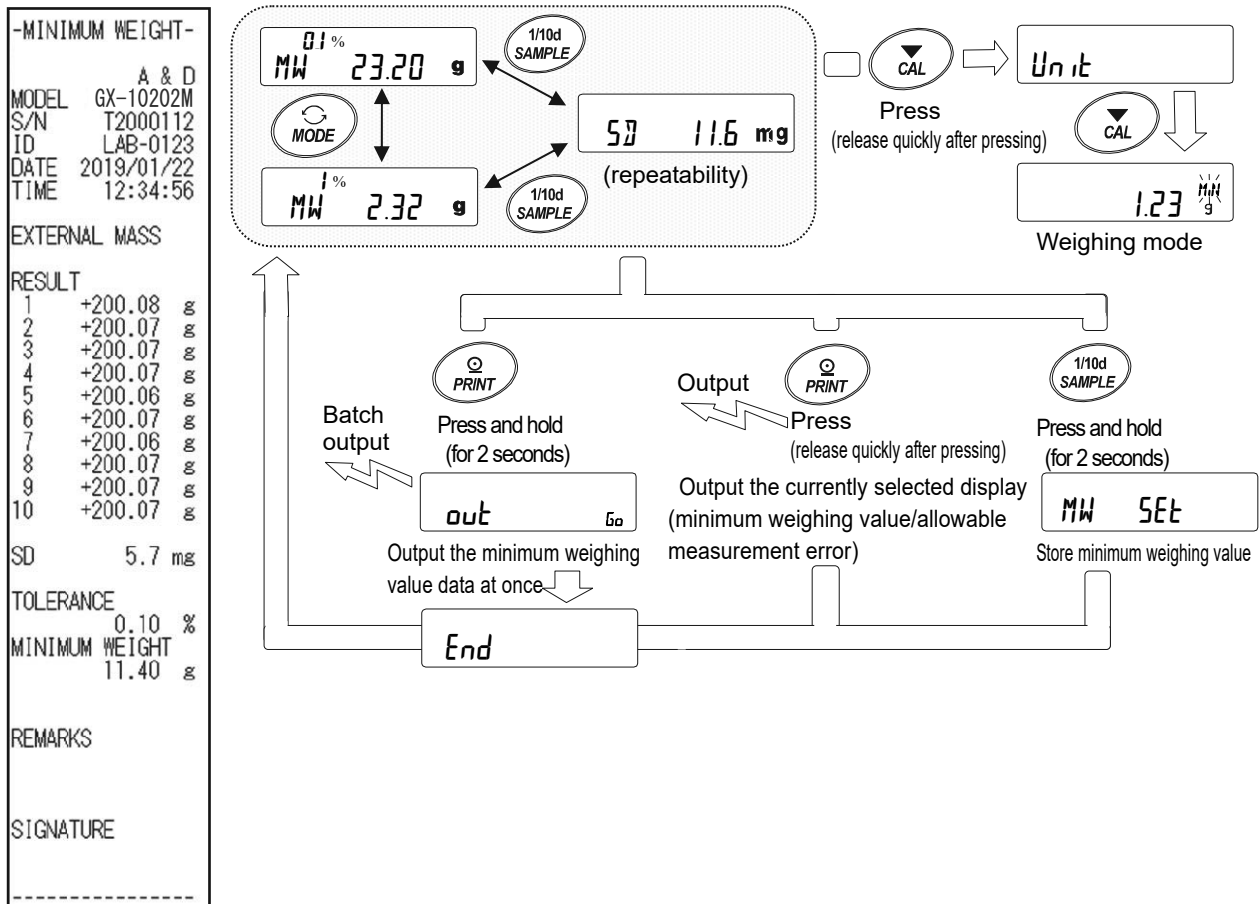 -MINIMUM WEIGHT-
A & D
MODEL GX-10202M
S/N T2000112
ID LAB-0123
DATE 2019/01/22
TIME 12:34:56
EXTERNAL MASS
RESULT
1 +200.08 g
2 +200.07 g
3 +200.07 g
4 +200.07 g
5 +200.06 g
6 +200.07 g
7 +200.06 g
8 +200.07 g
9 +200.07 g
10 +200.07 g
SD 5.7 mg
TOLERANCE
0.10 %
MINIMUM WEIGHT
11.40 g
REMARKS
SIGNATURE
-----------------
0.1 %
MW 23.20 g
1/10d
SAMPLE
MODE
SD 11.6 mg
(repeatability)
1 %
MW 2.32 g
1/10d
SAMPLE
CAL
Press
(release quickly after pressing)
Unit
CAL
1.23 MIN g
Weighing mode
PRINT
Batch
output
Press and hold
(for 2 seconds)
out Go
Output the minimum weighing
value data at once
End
PRINT
Output
Press
(release quickly after pressing)
Output the currently selected display
(minimum weighing value/allowable
measurement error)
1/10d
SAMPLE
Press and hold
(for 2 seconds)
MW SEt
Store minimum weighing value